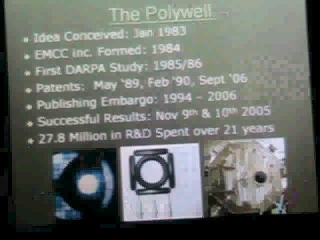 The Polywell
Idea Conceived: Jan 1983
EMCC inc. Formed: 1984
First DARPA Study: 1985/86
Patents: May '89, Feb '90, Sept '06
Publishing Embargo: 1994 - 2006
Successful Results: Nov 9th & 10th 2005
27.8 Million in R&D Spent over 21 years